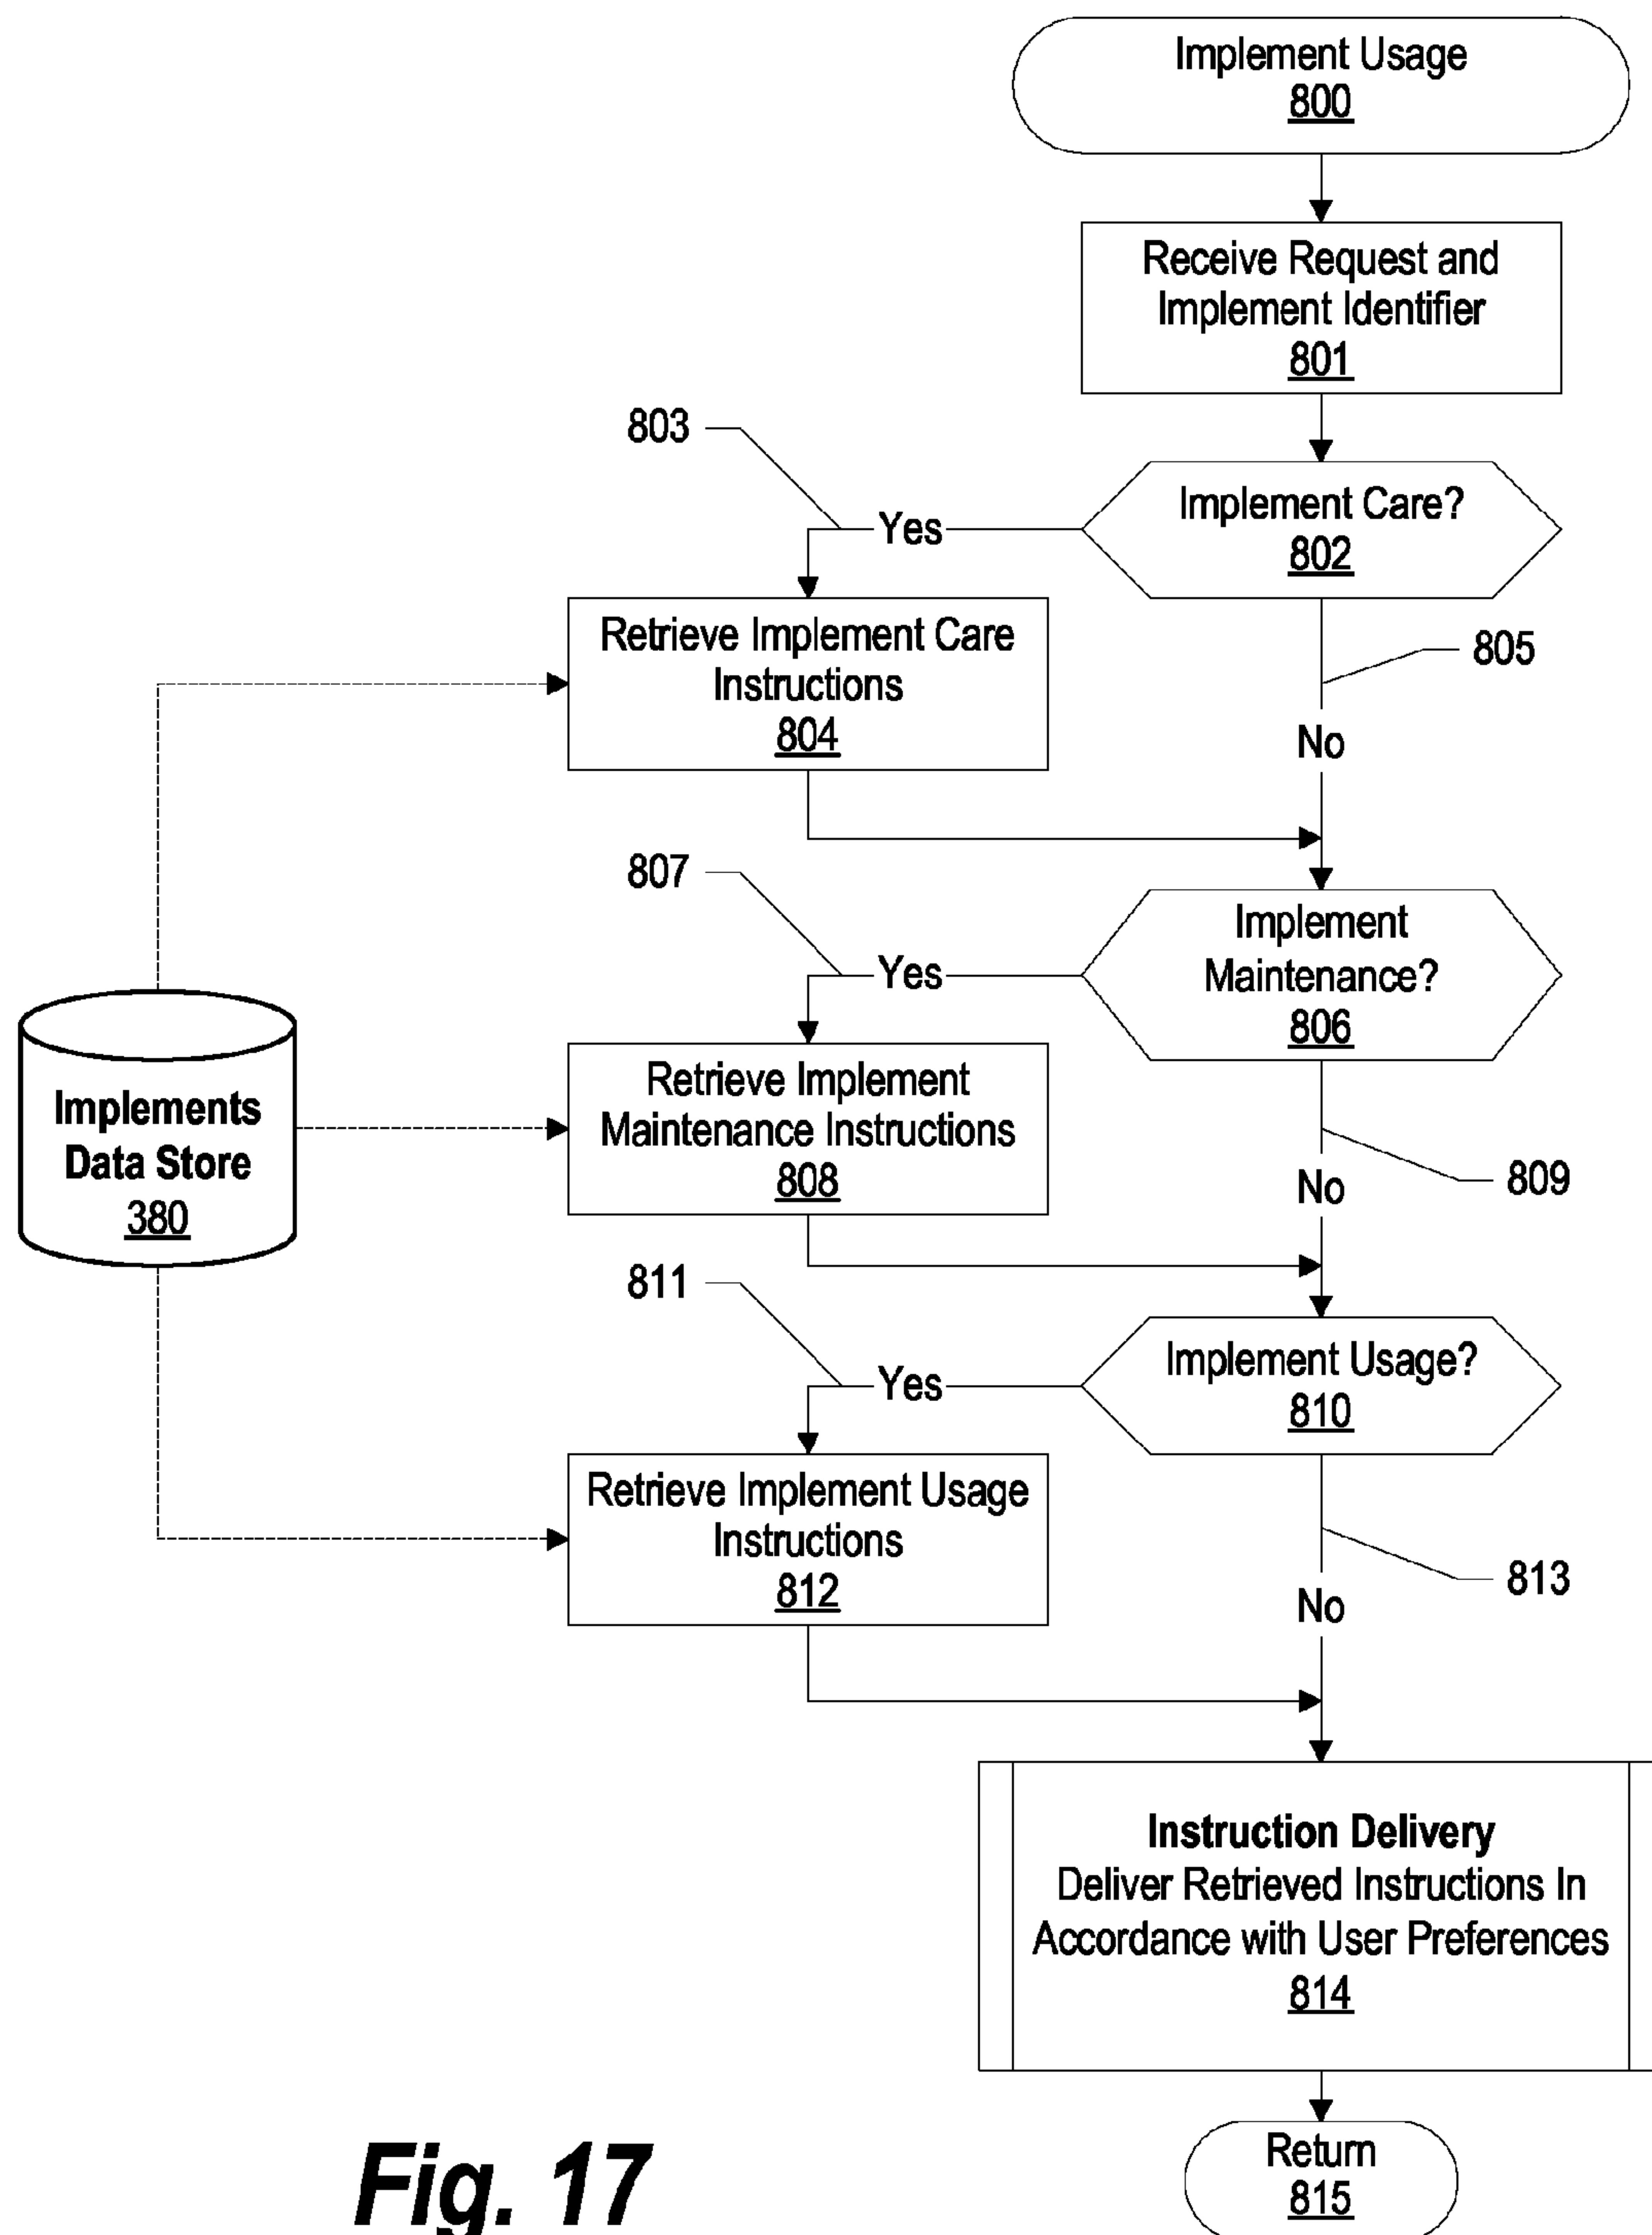 Implement Usage
800
Receive Request and
Implement Identifier
801
803
Implement Care?
802
Yes
Retrieve Implement Care
Instructions
804
805
No
807
Implement
Maintenance?
806
Yes
Implements
Data Store
380
Retrieve Implement
Maintenance Instructions
808
809
No
811
Implement Usage?
810
Yes
Retrieve Implement Usage
Instructions
812
813
No
Instruction Delivery
Deliver Retrieved Instructions In
Accordance with User Preferences
814
Return
815
Fig. 17